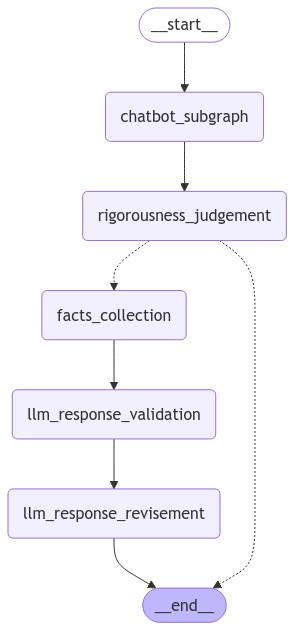 __start__
chatbot_subgraph
rigorousness_judgement
facts_collection
llm_response_validation
llm_response_revisement
__end__